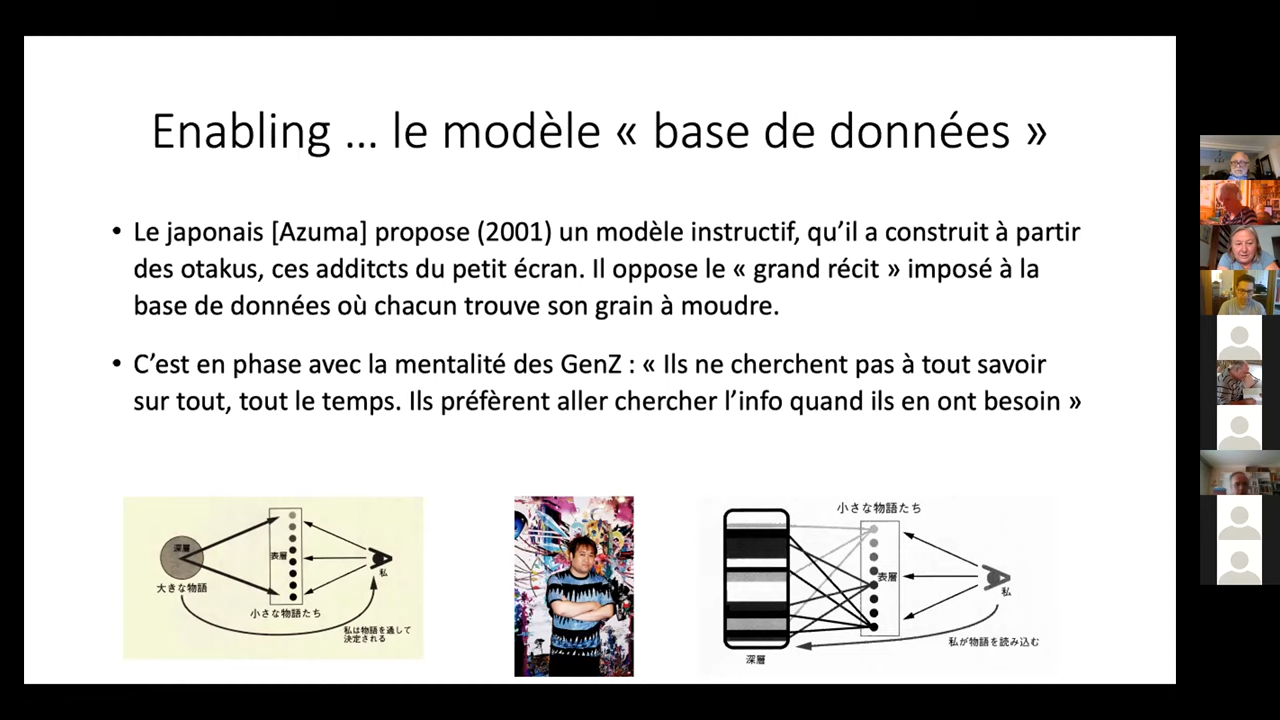 Enabling ... le modèle « base de données »
• Le japonais [Azuma] propose (2001) un modèle instructif, qu’il a construit à partir
des otakus, ces additcts du petit écran. Il oppose le « grand récit » imposé à la
base de données où chacun trouve son grain à moudre.
• C’est en phase avec la mentalité des GenZ : « Ils ne cherchent pas à tout savoir
sur tout, tout le temps. Ils préfèrent aller chercher l’info quand ils en ont besoin »
深層
大きな物語
表層
小さな物語たち
私
私は物語を通して
決定される
小さな物語たち
表層
私
私が物語を読み込む
深層